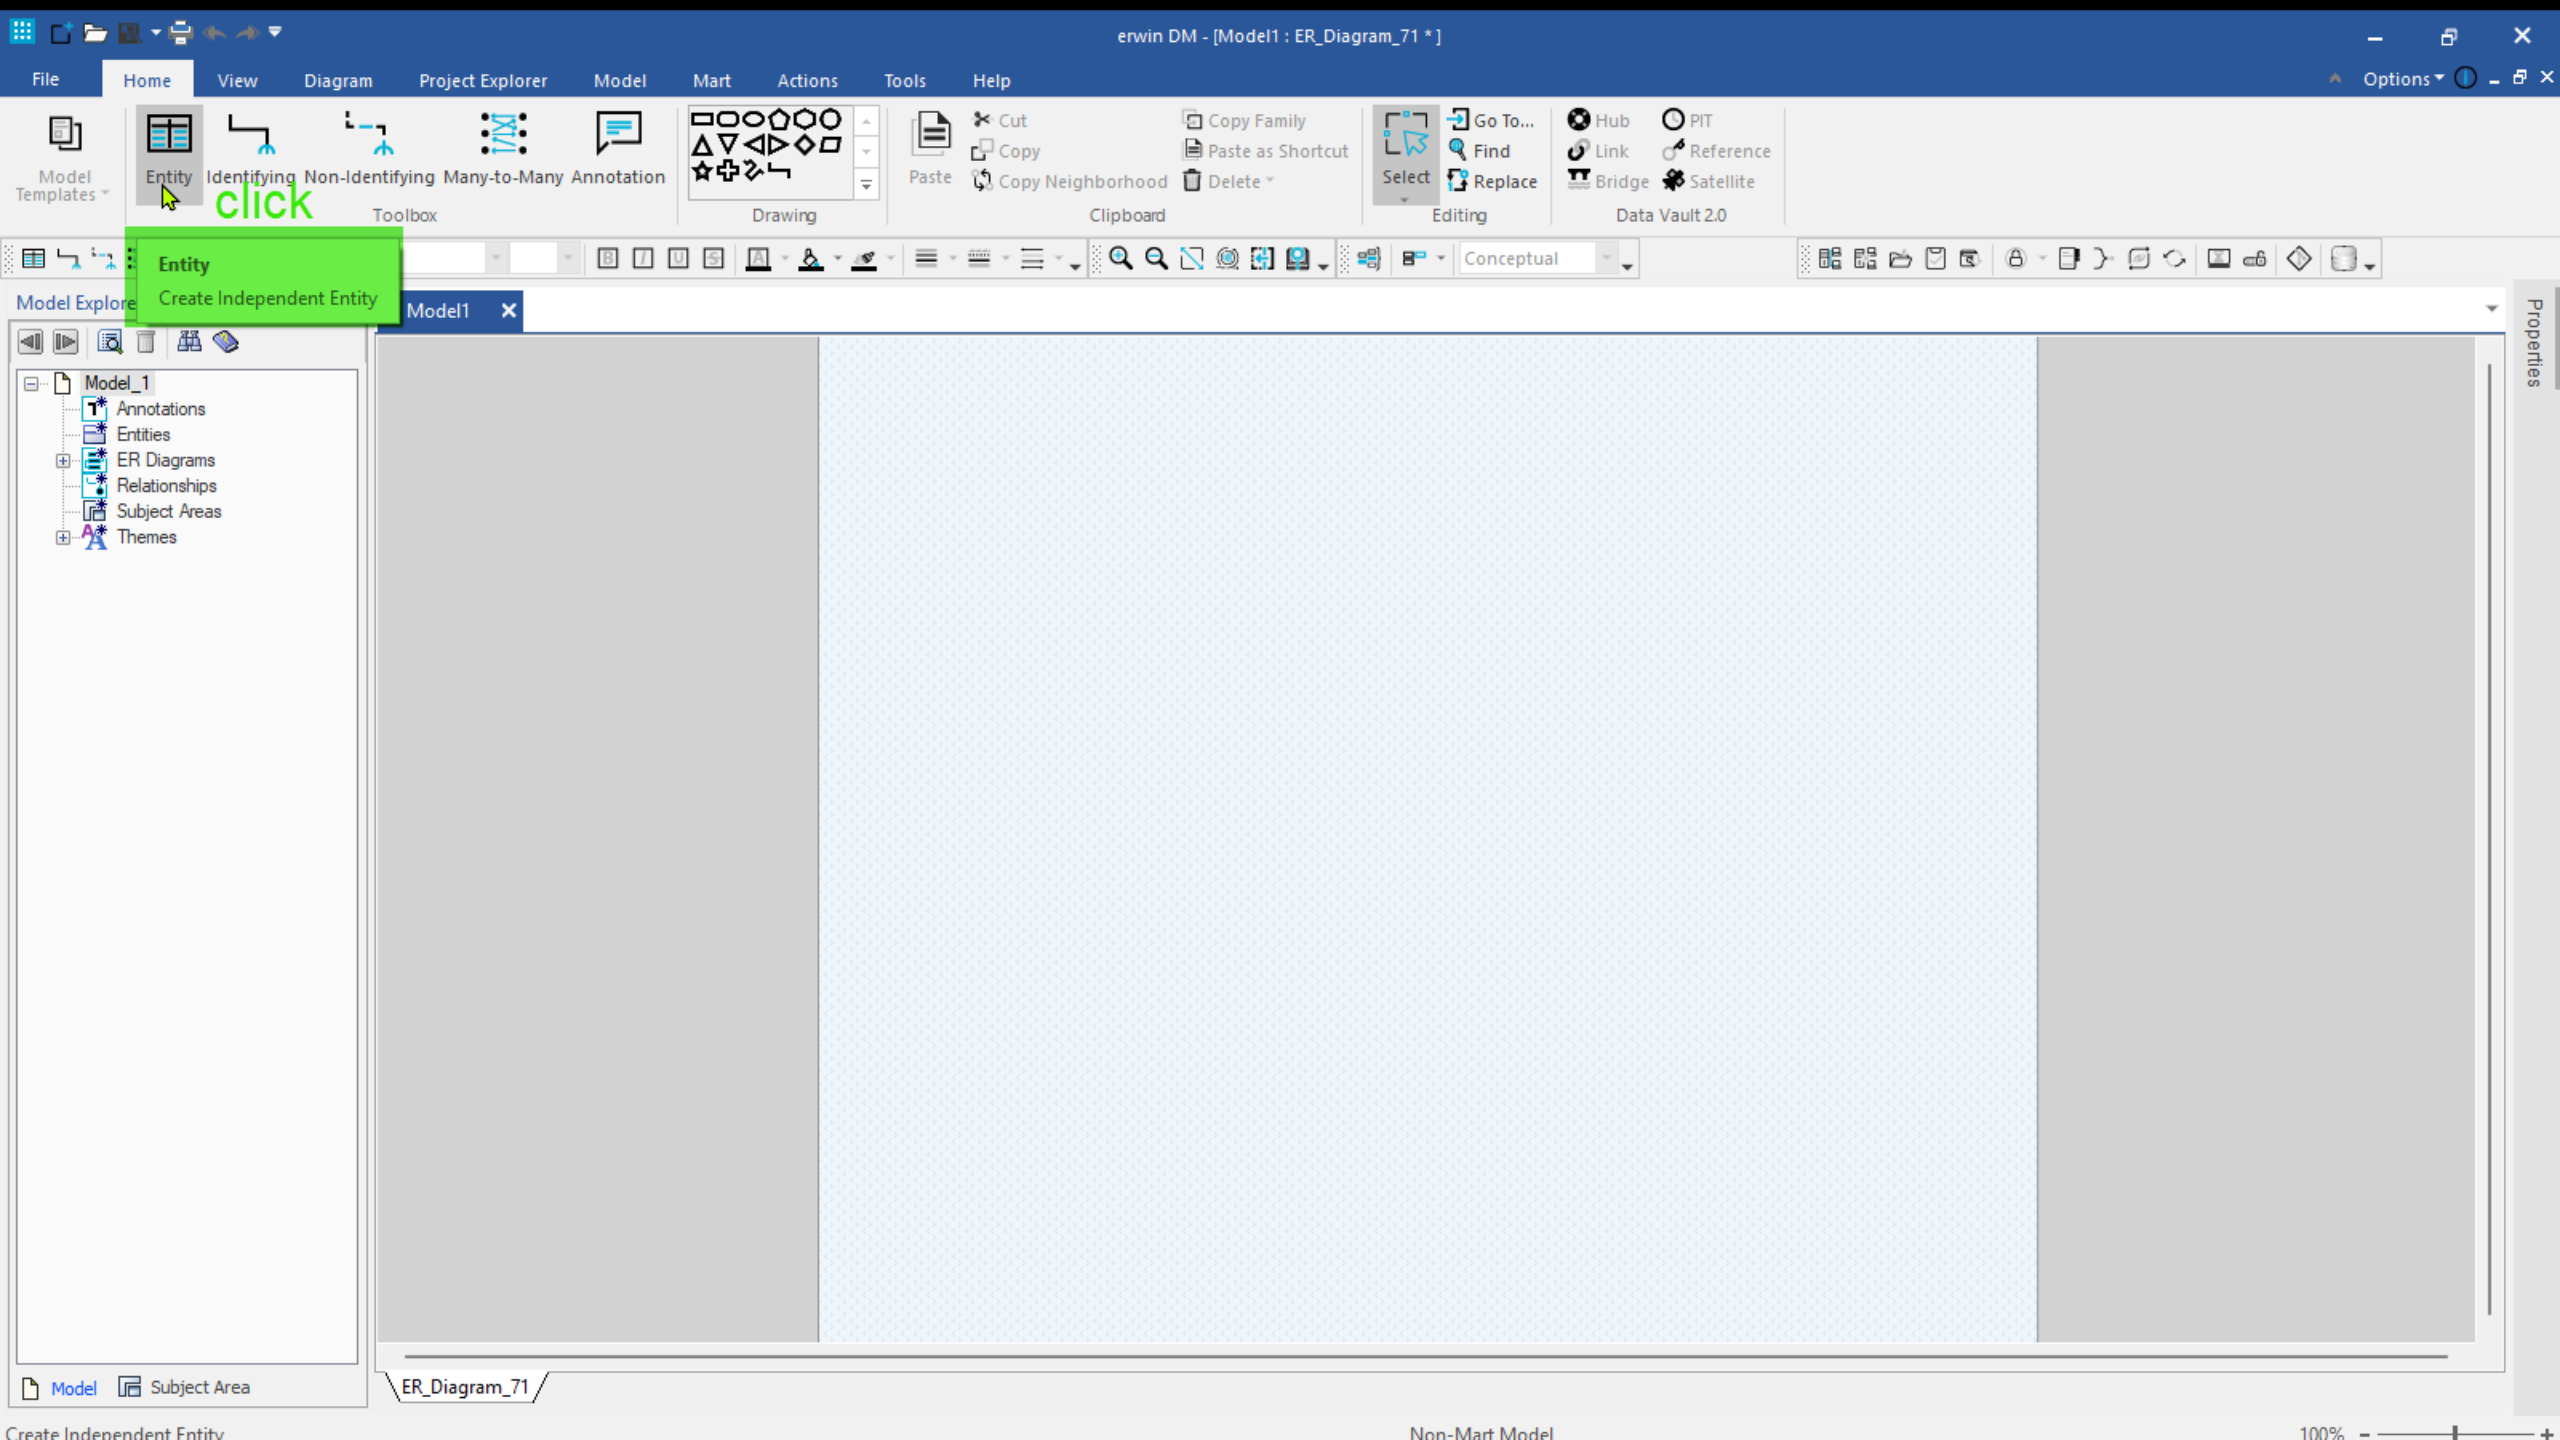 erwin DM - [Model1 : ER_Diagram_71 * ]
File Home View Diagram Project Explorer Model Mart Actions Tools Help
Options
Model Templates
Entity Identifying Non-Identifying Many-to-Many Annotation
click
Toolbox
Drawing
Paste
Cut
Copy
Copy Neighborhood
Copy Family
Paste as Shortcut
Delete
Clipboard
Select
Go To...
Find
Replace
Editing
Hub
Link
Bridge
PIT
Reference
Satellite
Data Vault 2.0
B I U S A
Conceptual
Entity
Create Independent Entity
Model Explore
Model1
Properties
Model_1
Annotations
Entities
ER Diagrams
Relationships
Subject Areas
Themes
Model Subject Area
ER_Diagram_71
Create Independent Entity
Non-Mart Model
100%